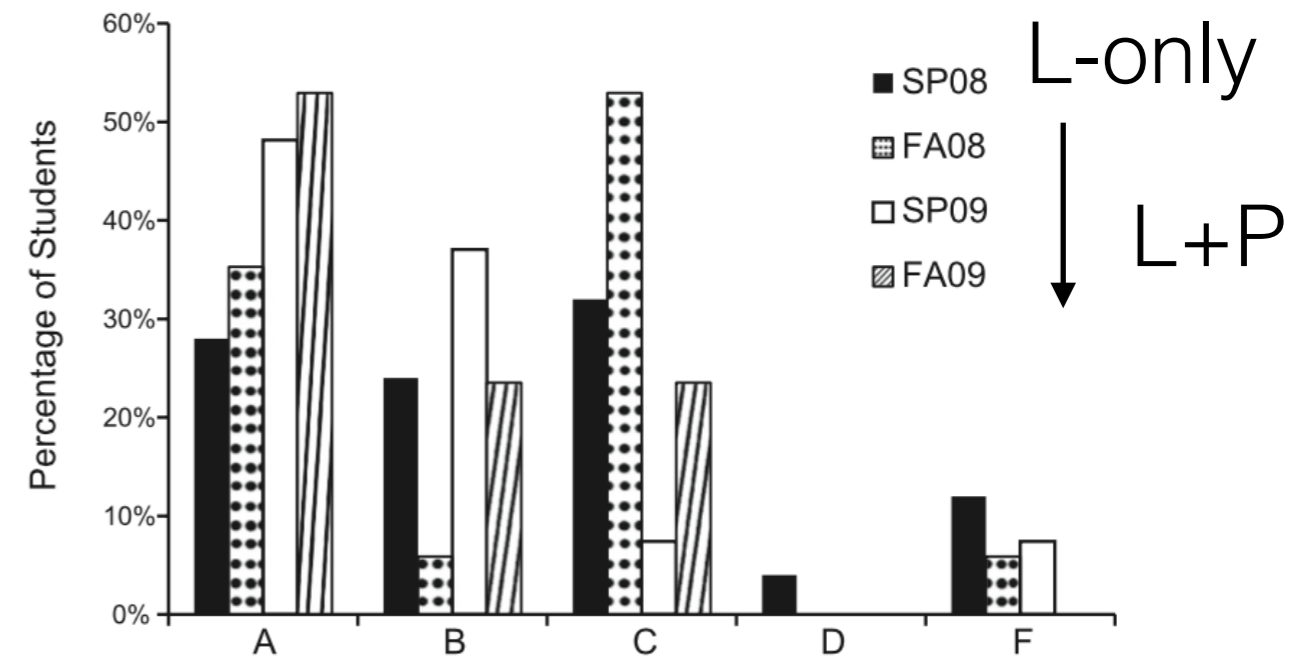 60%
50%
40%
30%
20%
10%
0%
Percentage of Students
A B C D F
SP08
FA08
SP09
FA09
L-only
L+P